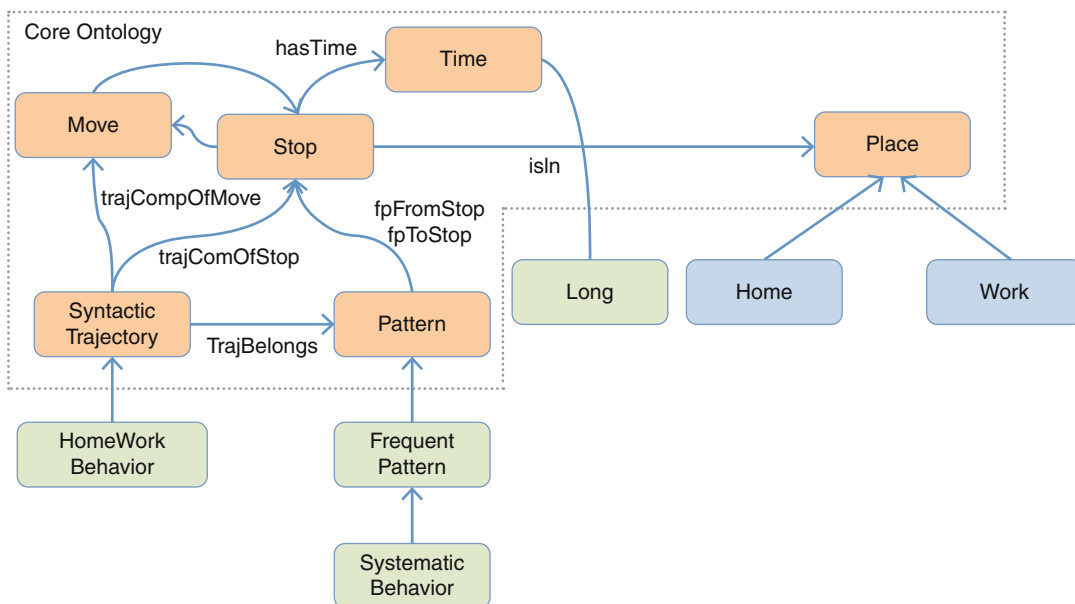 Core Ontology
hasTime
Time
Move
Stop
Place
isIn
trajCompOfMove
fpFromStop
fpToStop
trajComOfStop
Long
Home
Work
Syntactic
Trajectory
Pattern
TrajBelongs
HomeWork
Behavior
Frequent
Pattern
Systematic
Behavior